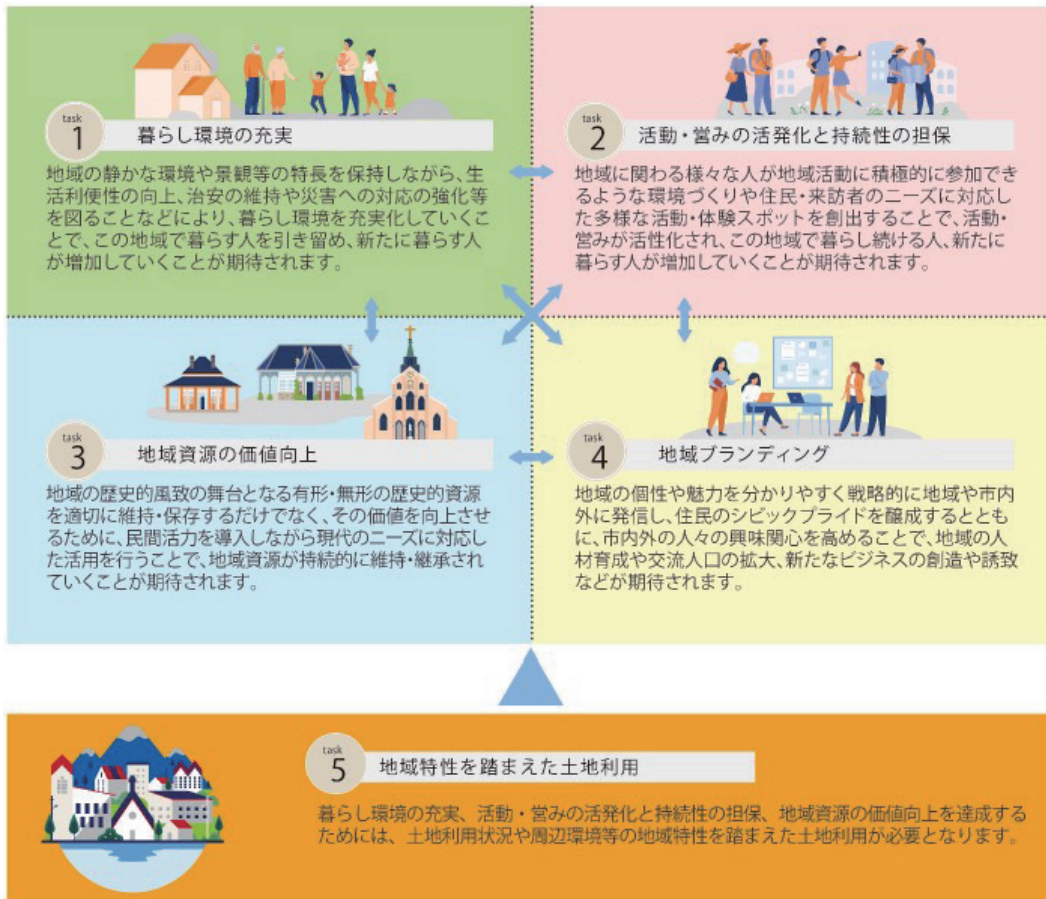 task
1
暮らし環境の充実
地域の静かな環境や景観等の特長を保持しながら、生
活利便性の向上、治安の維持や災害への対応の強化等
を図ることなどにより、暮らし環境を充実化していくこ
とで、この地域で暮らす人を引き留め、新たに暮らす人
が増加していくことが期待されます。
task
2
活動・営みの活発化と持続性の担保
地域に関わる様々な人が地域活動に積極的に参加でき
るような環境づくりや住民・来訪者のニーズに対応し
た多様な活動・体験スポットを創出することで、活動・
営みが活性化され、この地域で暮らし続ける人、新たに
暮らす人が増加していくことが期待されます。
task
3
地域資源の価値向上
地域の歴史的風致の舞台となる有形・無形の歴史的資源
を適切に維持・保存するだけでなく、その価値を向上させ
るために、民間活力を導入しながら現代のニーズに対応し
た活用を行うことで、地域資源が持続的に維持・継承され
ていくことが期待されます。
task
4
地域ブランディング
地域の個性や魅力を分かりやすく戦略的に地域や市内
外に発信し、住民のシビックプライドを醸成するととも
に、市内外の人々の興味関心を高めることで、地域の人
材育成や交流人口の拡大、新たなビジネスの創造や誘致
などが期待されます。
task
5
地域特性を踏まえた土地利用
暮らし環境の充実、活動・営みの活発化と持続性の担保、地域資源の価値向上を達成する
ためには、土地利用状況や周辺環境等の地域特性を踏まえた土地利用が必要となります。